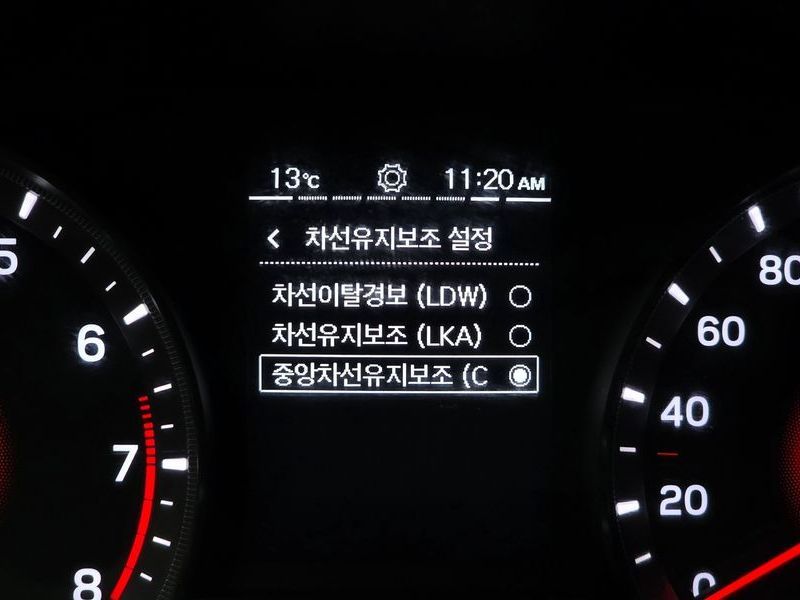 13℃ 11:20 AM
차선유지보조 설정
차선이탈경보 (LDW)
차선유지보조 (LKA)
중앙차선유지보조 (C
5
6
7
8
80
60
40
20
0